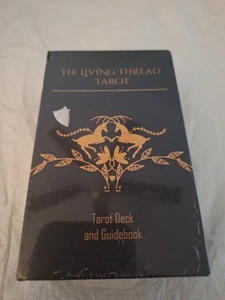 THE LIVING THREAD
TAROT
Tarot Deck
and Guidebook